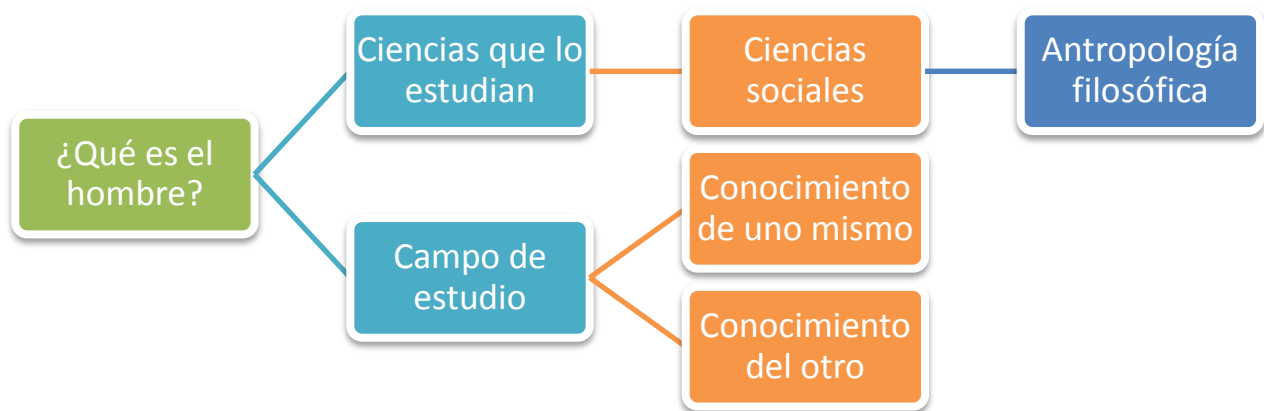 ¿Qué es el
hombre?
Ciencias que lo
estudian
Ciencias
sociales
Antropología
filosófica
Campo de
estudio
Conocimiento
de uno mismo
Conocimiento
del otro